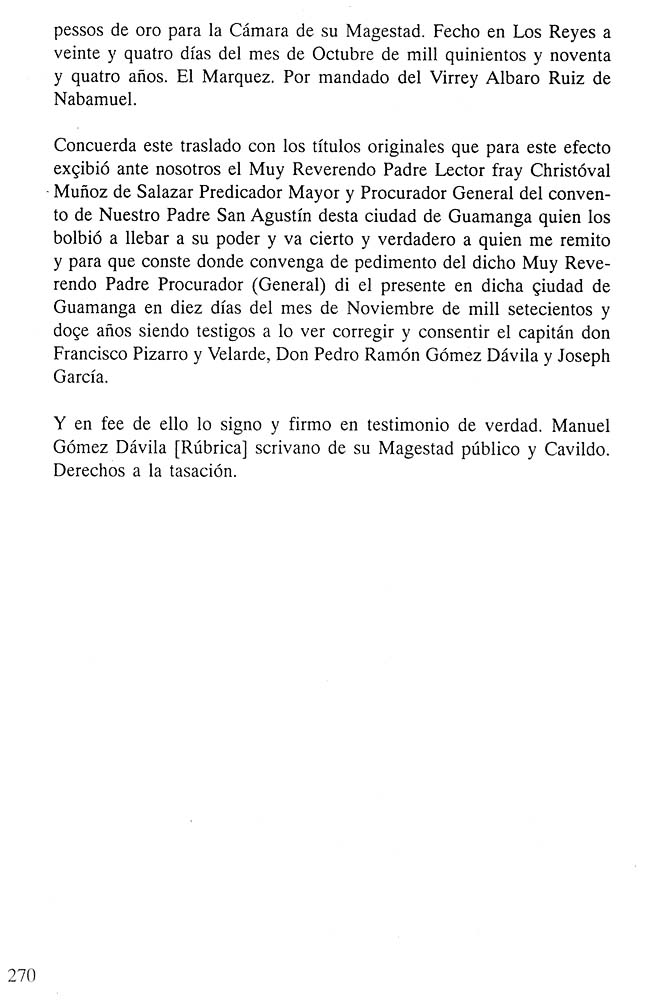 pessos de oro para la Cámara de su Magestad. Fecho en Los Reyes a
veinte y quatro días del mes de Octubre de mill quinientos y noventa
y quatro años. El Marquez. Por mandado del Virrey Albaro Ruiz de
Nabamuel.
Concuerda este traslado con los títulos originales que para este efecto
exçibió ante nosotros el Muy Reverendo Padre Lector fray Christóval
Muñoz de Salazar Predicador Mayor y Procurador General del conven-
to de Nuestro Padre San Agustín desta ciudad de Guamanga quien los
bolbió a llebar a su poder y va cierto y verdadero a quien me remito
y para que conste donde convenga de pedimento del dicho Muy Reve-
rendo Padre Procurador (General) di el presente en dicha çiudad de
Guamanga en diez días del mes de Noviembre de mill setecientos y
doçe años siendo testigos a lo ver corregir y consentir el capitán don
Francisco Pizarro y Velarde, Don Pedro Ramón Gómez Dávila y Joseph
García.
Y en fee de ello lo signo y firmo en testimonio de verdad. Manuel
Gómez Dávila [Rúbrica] scrivano de su Magestad público y Cavildo.
Derechos a la tasación.
270